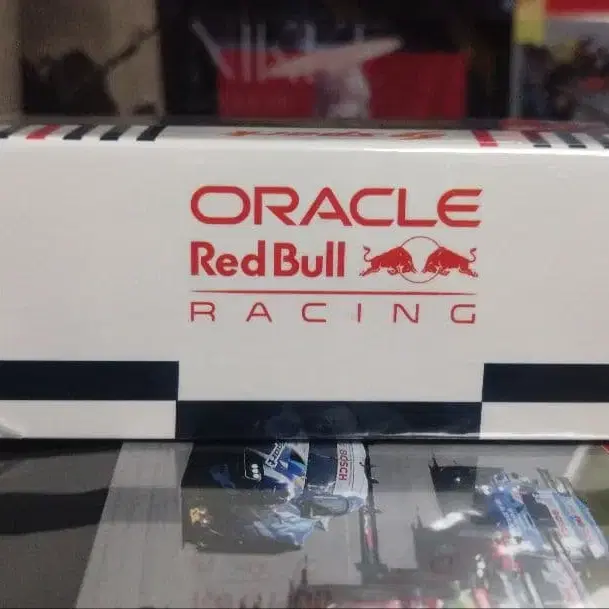 ORACLE
Red Bull
RACING
BOSCH